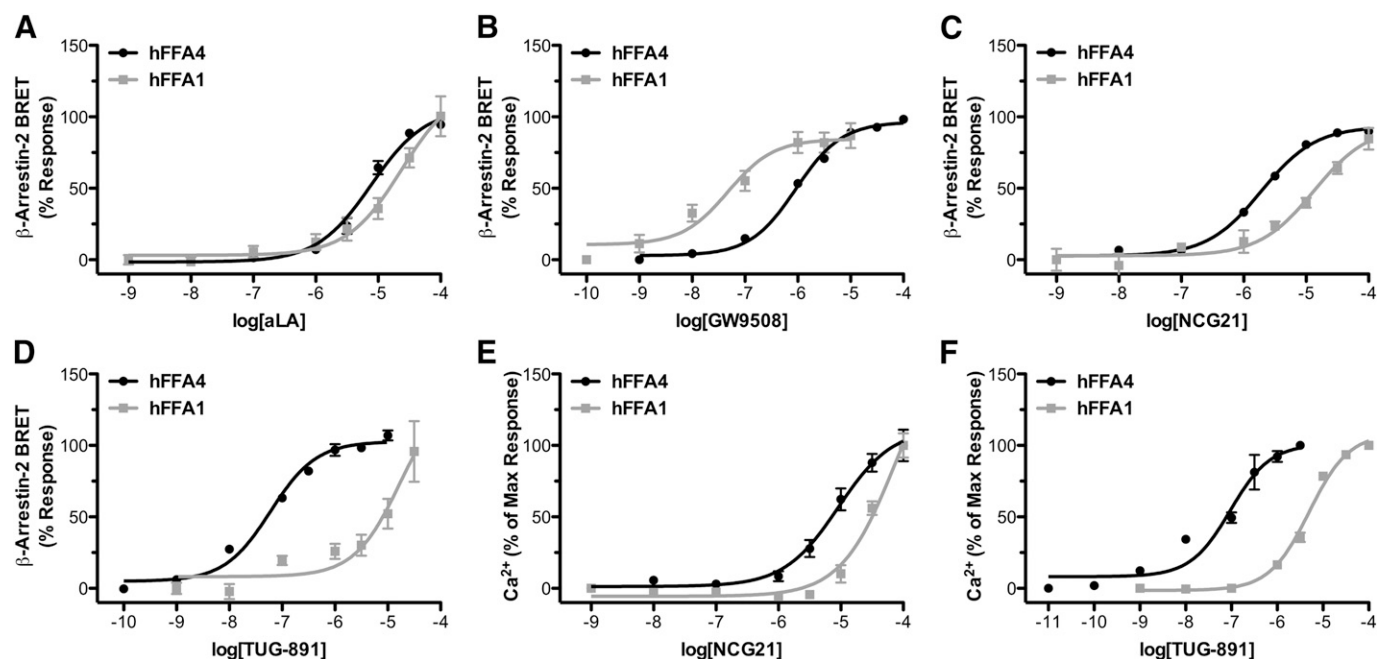 A
β-Arrestin-2 BRET
(% Response)
150
100
50
0
hFFA4
hFFA1
-9 -8 -7 -6 -5 -4
log[aLA]
B
β-Arrestin-2 BRET
(% Response)
150
100
50
0
hFFA4
hFFA1
-10 -9 -8 -7 -6 -5 -4
log[GW9508]
C
β-Arrestin-2 BRET
(% Response)
150
100
50
0
hFFA4
hFFA1
-9 -8 -7 -6 -5 -4
log[NCG21]
D
β-Arrestin-2 BRET
(% Response)
150
100
50
0
hFFA4
hFFA1
-10 -9 -8 -7 -6 -5 -4
log[TUG-891]
E
Ca²⁺ (% of Max Response)
150
100
50
0
hFFA4
hFFA1
-9 -8 -7 -6 -5 -4
log[NCG21]
F
Ca²⁺ (% of Max Response)
150
100
50
0
hFFA4
hFFA1
-11 -10 -9 -8 -7 -6 -5 -4
log[TUG-891]